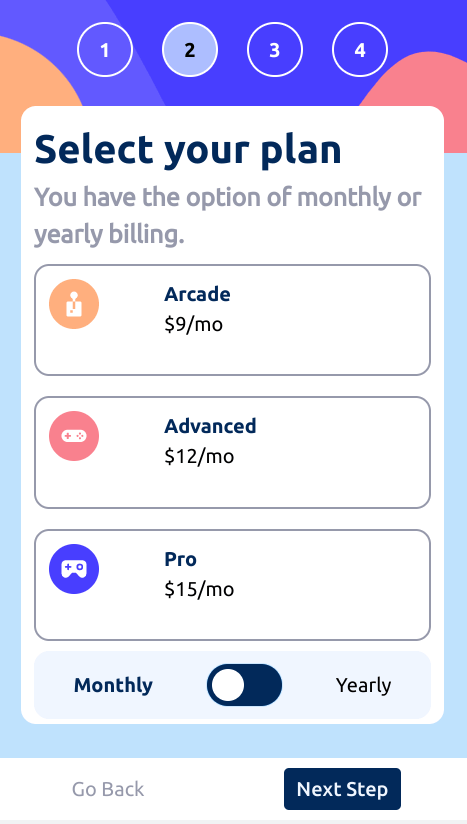 1 2 3 4
Select your plan
You have the option of monthly or
yearly billing.
Arcade
$9/mo
Advanced
$12/mo
Pro
$15/mo
Monthly Yearly
Go Back Next Step